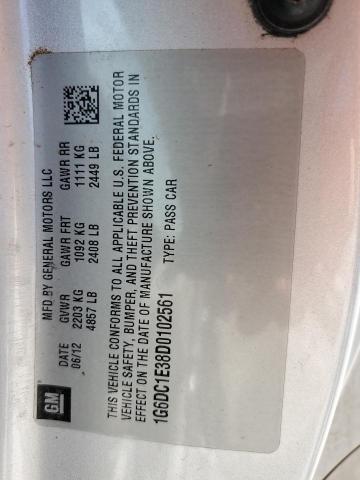 GM
MFD BY GENERAL MOTORS LLC
DATE GVWR GAWR FRT GAWR RR
06/12 2203 KG 1092 KG 1111 KG
4857 LB 2408 LB 2449 LB
THIS VEHICLE CONFORMS TO ALL APPLICABLE U.S. FEDERAL MOTOR
VEHICLE SAFETY, BUMPER, AND THEFT PREVENTION STANDARDS IN
EFFECT ON THE DATE OF MANUFACTURE SHOWN ABOVE.
1G6DC1E38D0102561 TYPE: PASS CAR